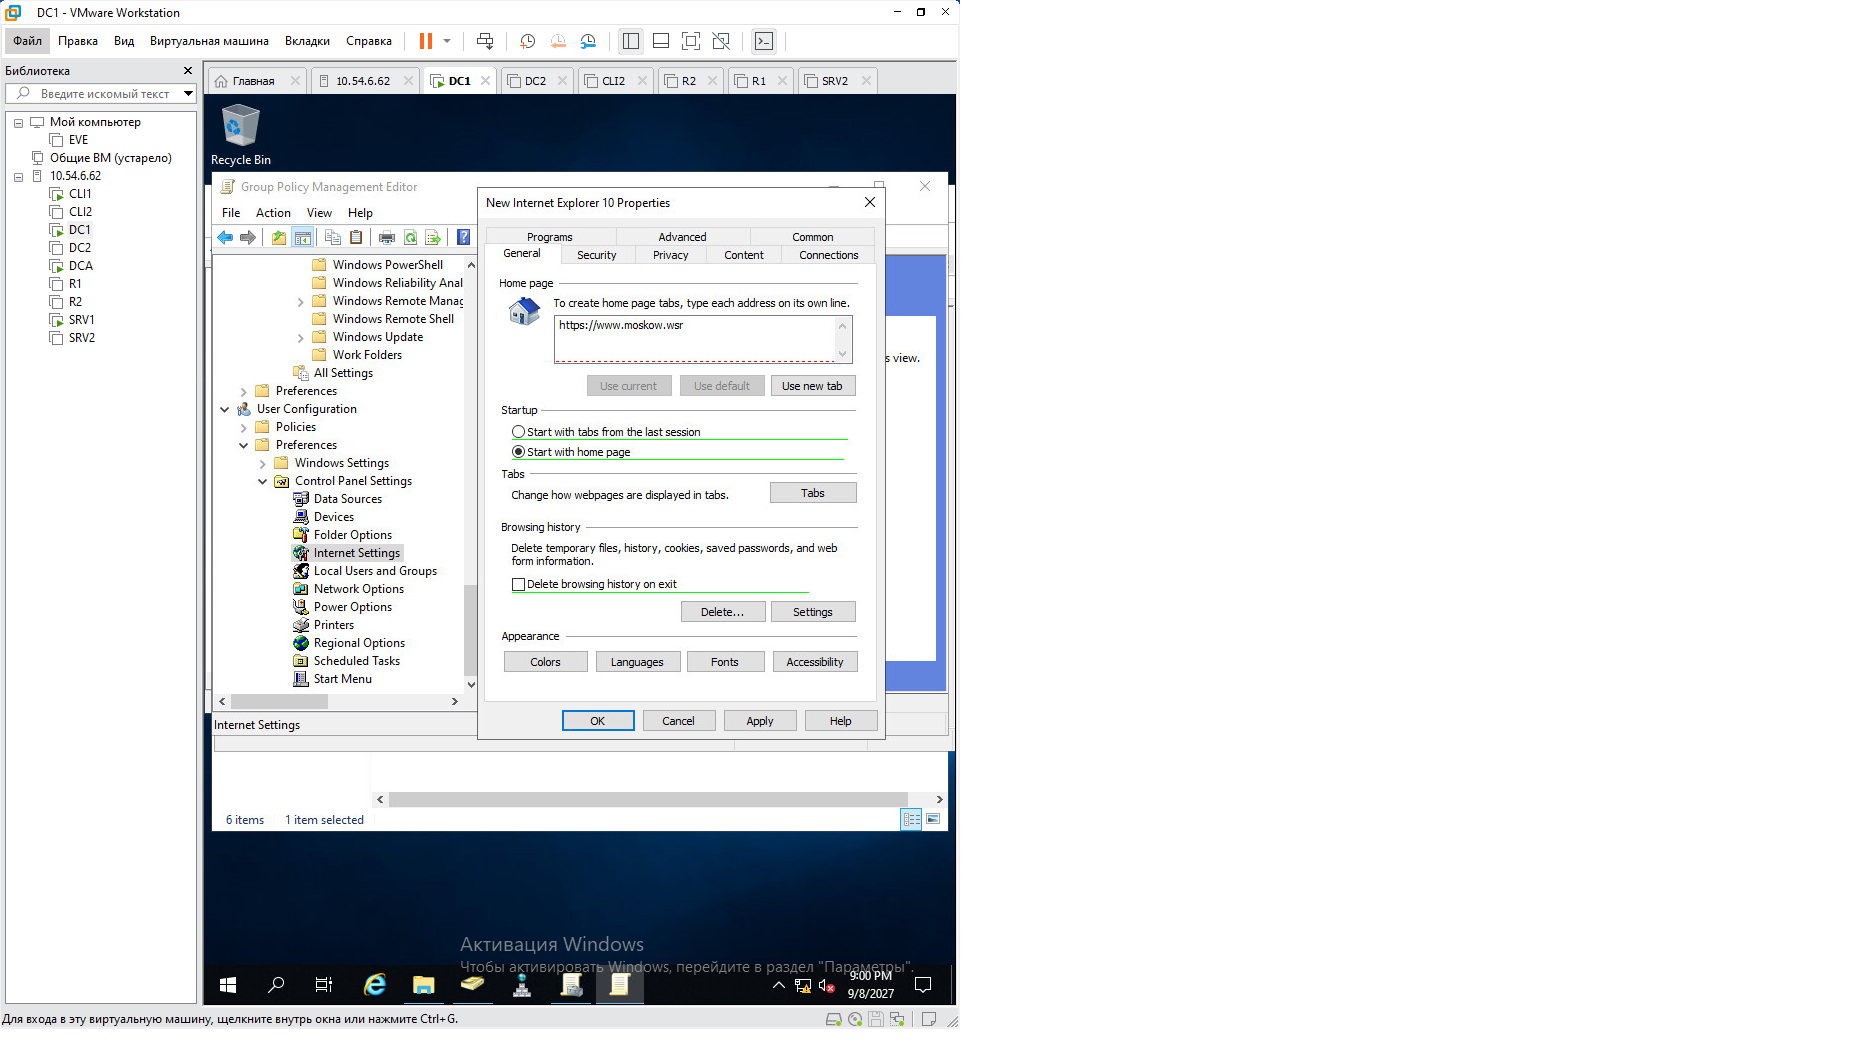 DC1 - VMware Workstation
Файл Правка Вид Виртуальная машина Вкладки Справка
Библиотека
Введите искомый текст
Мой компьютер
EVE
Общие ВМ (устарело)
10.54.6.62
CLI1
CLI2
DC1
DC2
DCA
R1
R2
SRV1
SRV2
Главная 10.54.6.62 DC1 DC2 CLI2 R2 R1 SRV2
Recycle Bin
Group Policy Management Editor
File Action View Help
Windows PowerShell
Windows Reliability Anal
Windows Remote Manag
Windows Remote Shell
Windows Update
Work Folders
All Settings
Preferences
User Configuration
Policies
Preferences
Windows Settings
Control Panel Settings
Data Sources
Devices
Folder Options
Internet Settings
Local Users and Groups
Network Options
Power Options
Printers
Regional Options
Scheduled Tasks
Start Menu
Internet Settings
s view.
New Internet Explorer 10 Properties
Programs Advanced Common
General Security Privacy Content Connections
Home page
To create home page tabs, type each address on its own line.
https://www.moskow.wsr
Use current Use default Use new tab
Startup
Start with tabs from the last session
Start with home page
Tabs
Change how webpages are displayed in tabs. Tabs
Browsing history
Delete temporary files, history, cookies, saved passwords, and web
form information.
Delete browsing history on exit
Delete... Settings
Appearance
Colors Languages Fonts Accessibility
OK Cancel Apply Help
6 items 1 item selected
Активация Windows
Чтобы активировать Windows, перейдите в раздел "Параметры".
9:00 PM
9/8/2027
Для входа в эту виртуальную машину, щелкните внутрь окна или нажмите Ctrl+G.